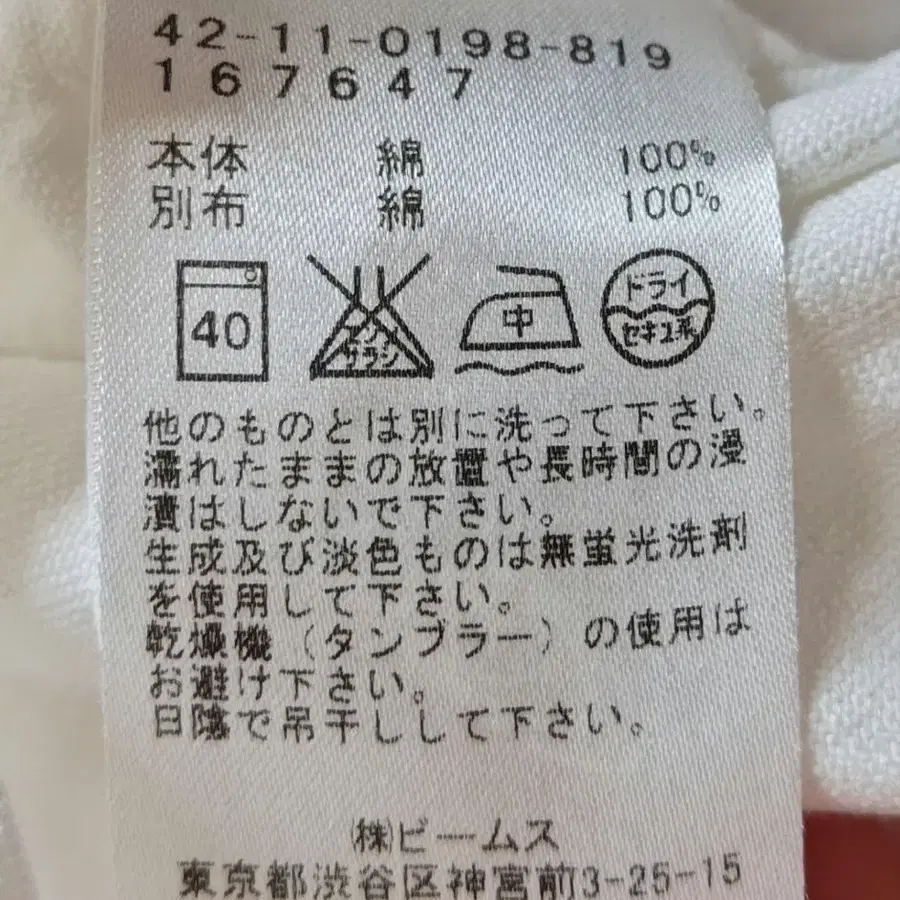 42-11-0198-819
167647
本体 綿 100%
別布 綿 100%
40
エンソ サラシ
中
ドライ
セキユ系
他のものとは別に洗って下さい。
濡れたままの放置や長時間の浸
漬はしないで下さい。
生成及び淡色ものは無蛍光洗剤
を使用して下さい。
乾燥機(タンブラー)の使用は
お避け下さい。
日陰で吊干しして下さい。
㈱ビームス
東京都渋谷区神宮前3-25-15